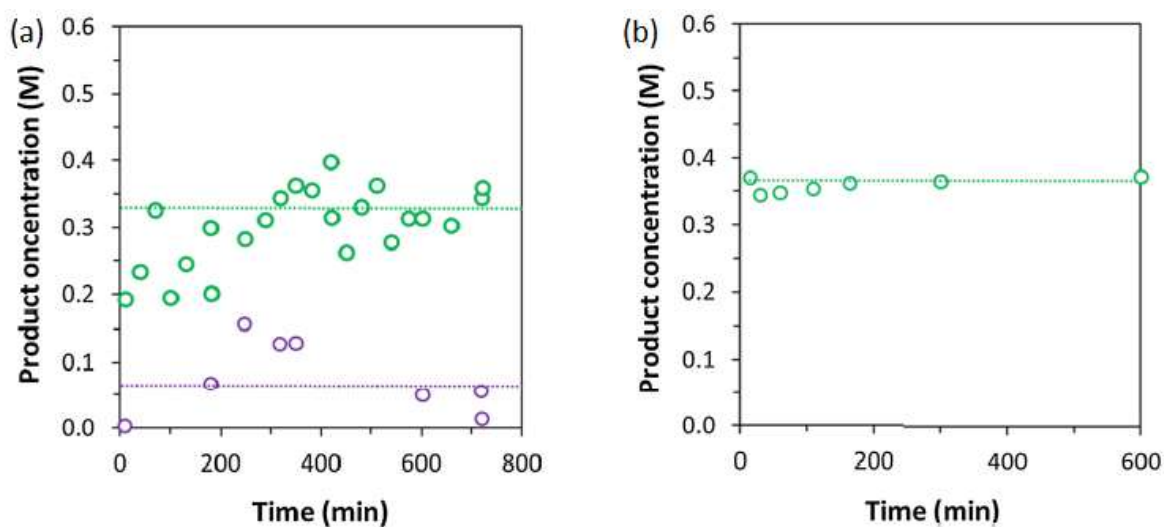 (a)
Product oncentration (M)
0.6
0.5
0.4
0.3
0.2
0.1
0.0
0 200 400 600 800
Time (min)
(b)
Product concentration (M)
0.6
0.5
0.4
0.3
0.2
0.1
0.0
0 200 400 600
Time (min)